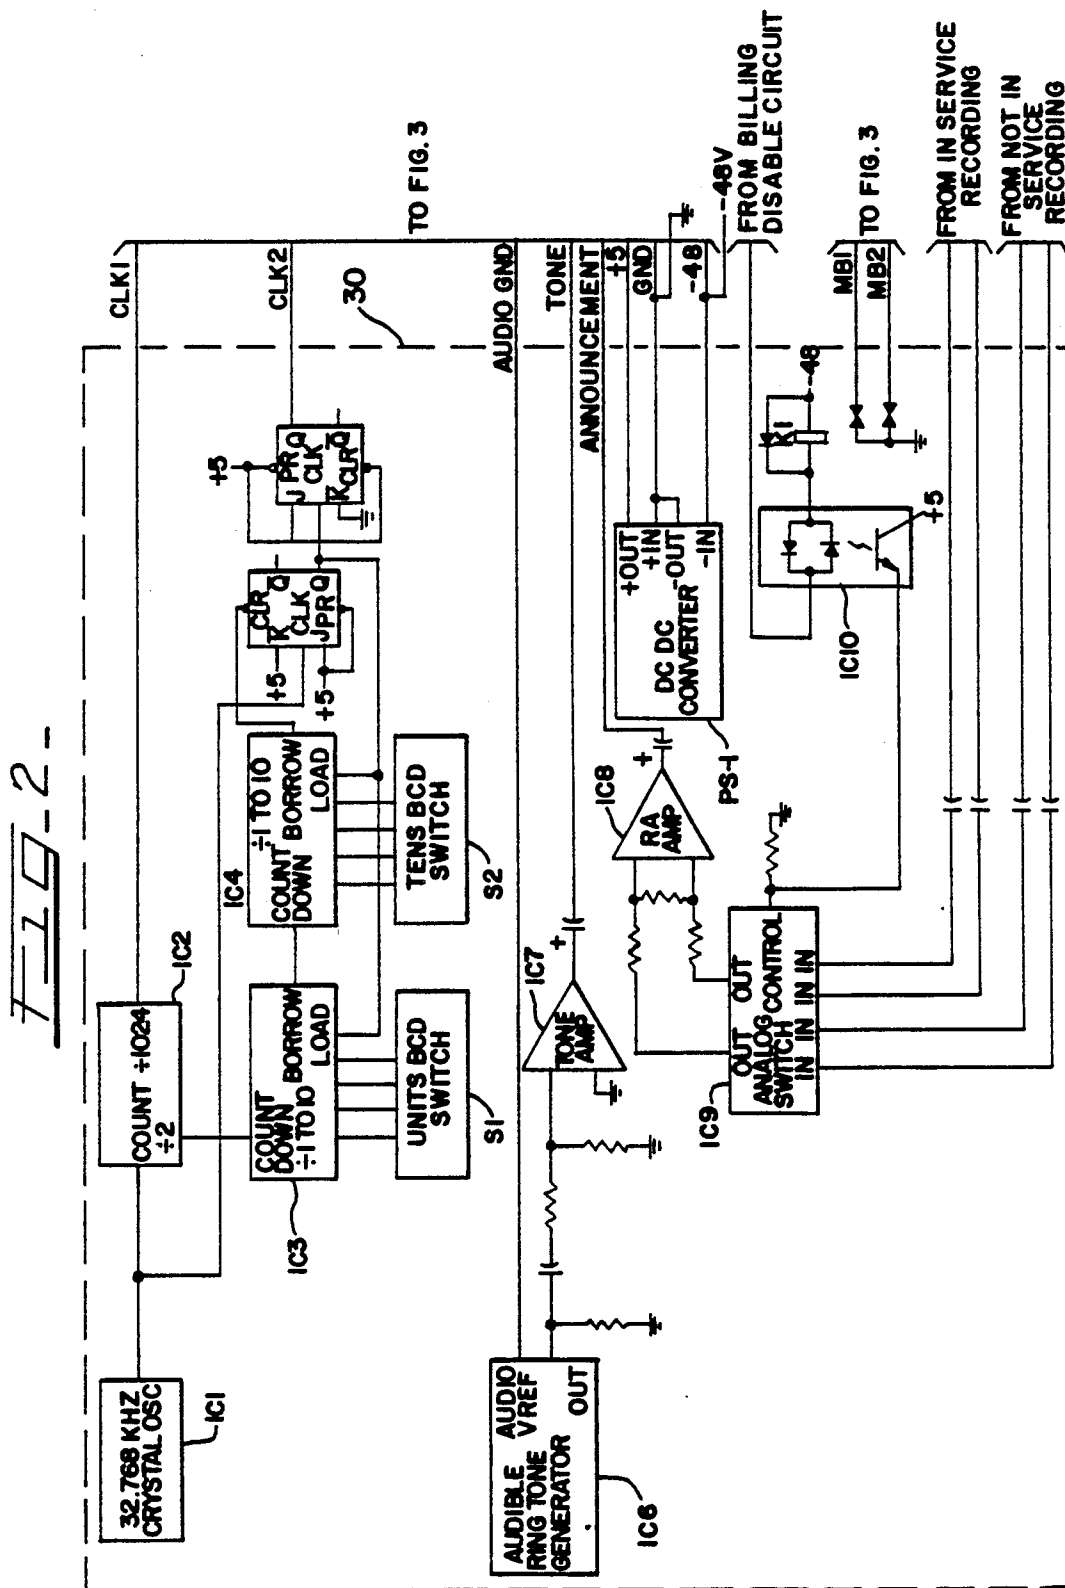 FIG. 2
32.768 KHZ
CRYSTAL OSC
IC1
COUNT ÷1024
÷2
IC2
CLK1
COUNT
DOWN BORROW
÷1 TO 10 LOAD
IC3
UNITS BCD
SWITCH
S1
IC4
÷1 TO 10
COUNT BORROW
DOWN LOAD
TENS BCD
SWITCH
S2
+5
+5
CLR
K Q
CLK
J PR Q
+5
J PR Q
CLK
K CLR Q
CLK2
30
TO FIG. 3
AUDIBLE AUDIO
RING TONE VREF
GENERATOR OUT
IC6
AUDIO GND
TONE
AMP
IC7
+
TONE
RA
AMP
IC8
+
ANNOUNCEMENT
DC DC
CONVERTER
+OUT
+IN
-OUT
-IN
PS-1
+5
GND
-48
-48V
OUT OUT
ANALOG CONTROL
SWITCH
IN IN IN IN
IC9
IC10
+5
K1
-48
FROM BILLING
DISABLE CIRCUIT
MB1
MB2
TO FIG. 3
FROM IN SERVICE
RECORDING
FROM NOT IN
SERVICE
RECORDING